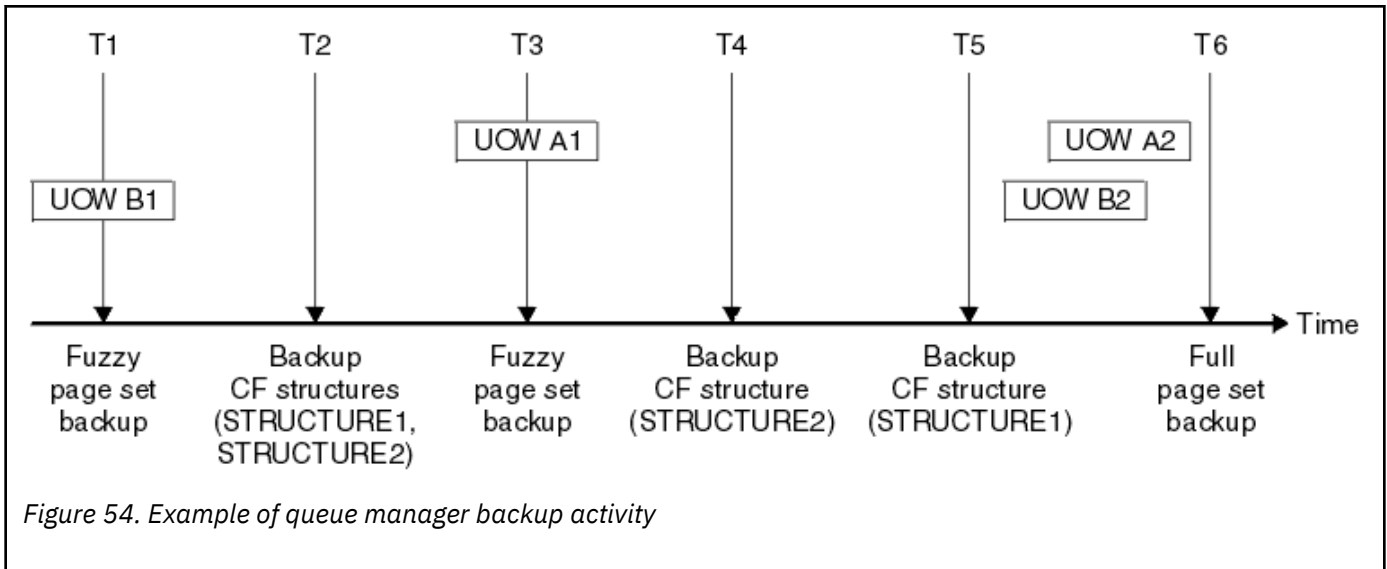 T1 T2 T3 T4 T5 T6
UOW A1 UOW A2
UOW B1 UOW B2
Time
Fuzzy
page set
backup
Backup
CF structures
(STRUCTURE1,
STRUCTURE2)
Fuzzy
page set
backup
Backup
CF structure
(STRUCTURE2)
Backup
CF structure
(STRUCTURE1)
Full
page set
backup
Figure 54. Example of queue manager backup activity